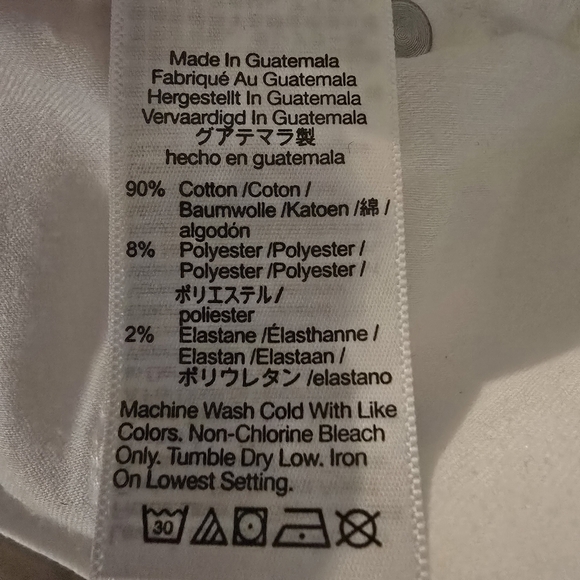 Made In Guatemala
Fabriqué Au Guatemala
Hergestellt In Guatemala
Vervaardigd In Guatemala
グアテマラ製
hecho en guatemala
90% Cotton /Coton /
Baumwolle /Katoen /綿 /
algodón
8% Polyester /Polyester /
Polyester /Polyester /
ポリエステル /
poliester
2% Elastane /Élasthanne /
Elastan /Elastaan /
ポリウレタン /elastano
Machine Wash Cold With Like
Colors. Non-Chlorine Bleach
Only. Tumble Dry Low. Iron
On Lowest Setting.
30